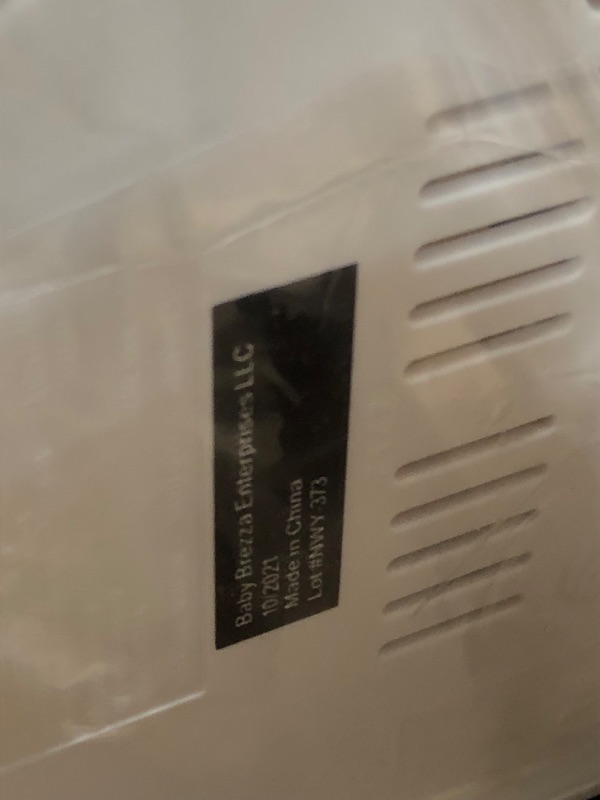 Baby Brezza Enterprises LLC
10/2021
Made in China
Lot#NWY 373